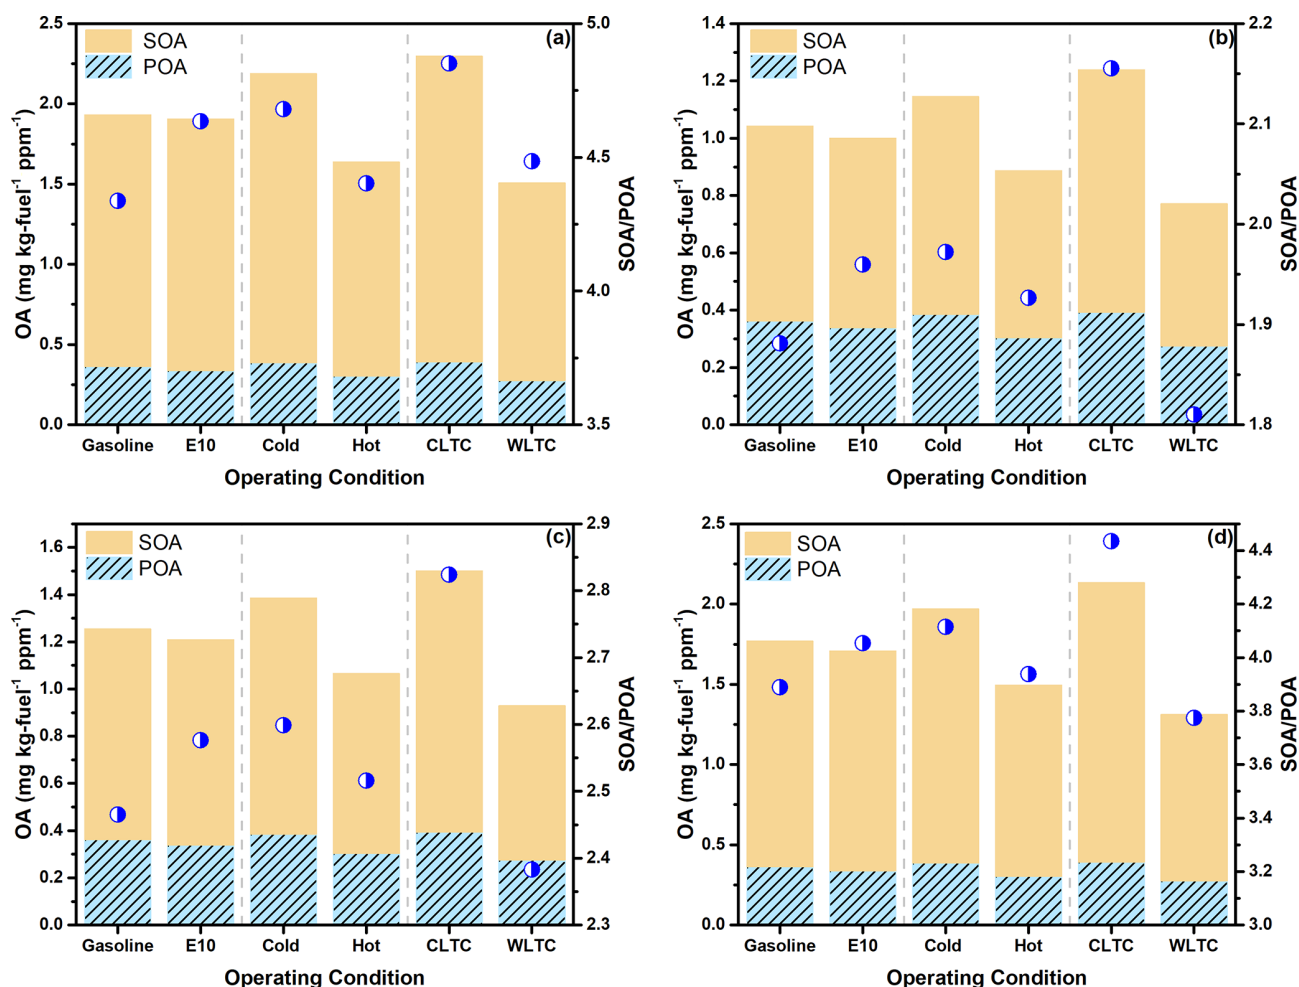 (a)
SOA
POA
OA (mg kg-fuel⁻¹ ppm⁻¹)
2.5
2.0
1.5
1.0
0.5
0.0
5.0
4.5
4.0
3.5
SOA/POA
Gasoline E10 Cold Hot CLTC WLTC
Operating Condition
(b)
SOA
POA
OA (mg kg-fuel⁻¹ ppm⁻¹)
1.4
1.2
1.0
0.8
0.6
0.4
0.2
0.0
2.2
2.1
2.0
1.9
1.8
SOA/POA
Gasoline E10 Cold Hot CLTC WLTC
Operating Condition
(c)
SOA
POA
OA (mg kg-fuel⁻¹ ppm⁻¹)
1.6
1.4
1.2
1.0
0.8
0.6
0.4
0.2
0.0
2.9
2.8
2.7
2.6
2.5
2.4
2.3
SOA/POA
Gasoline E10 Cold Hot CLTC WLTC
Operating Condition
(d)
SOA
POA
OA (mg kg-fuel⁻¹ ppm⁻¹)
2.5
2.0
1.5
1.0
0.5
0.0
4.4
4.2
4.0
3.8
3.6
3.4
3.2
3.0
SOA/POA
Gasoline E10 Cold Hot CLTC WLTC
Operating Condition